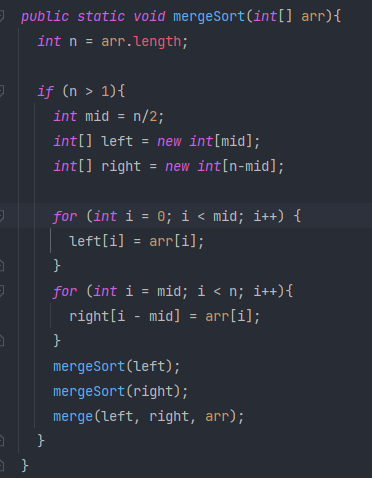 public static void mergeSort(int[] arr){
int n = arr.length;
if (n > 1){
int mid = n/2;
int[] left = new int[mid];
int[] right = new int[n-mid];
for (int i = 0; i < mid; i++) {
left[i] = arr[i];
}
for (int i = mid; i < n; i++){
right[i - mid] = arr[i];
}
mergeSort(left);
mergeSort(right);
merge(left, right, arr);
}
}